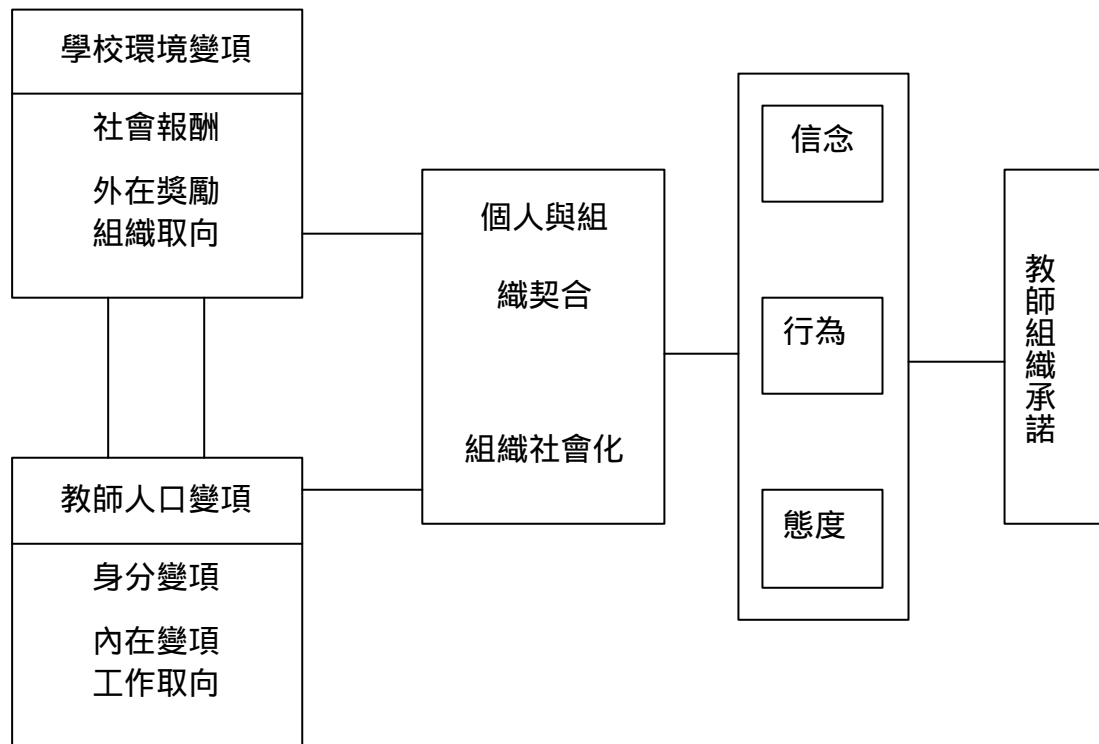 學校環境變項
社會報酬
外在獎勵
組織取向
教師人口變項
身分變項
內在變項
工作取向
個人與組
織契合
組織社會化
信念
行為
態度
教師組織承諾